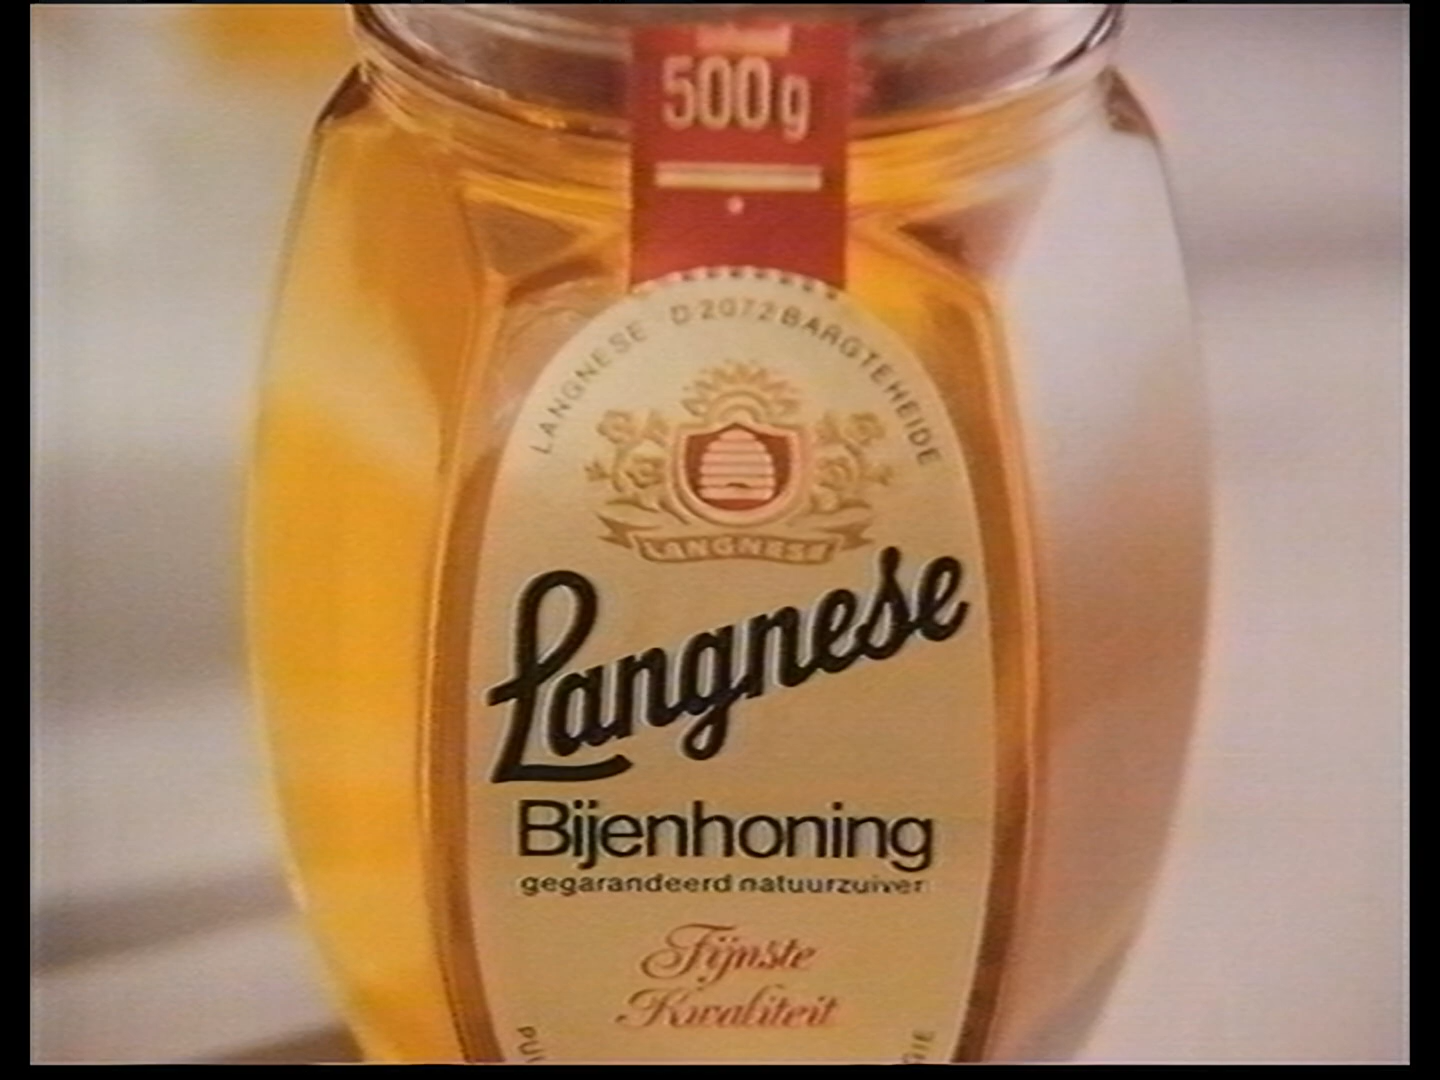 500g
LANGNESE D-2072 BARGTEHEIDE
LANGNESE
Langnese
Bijenhoning
gegarandeerd natuurzuiver
Fijnste
Kwaliteit